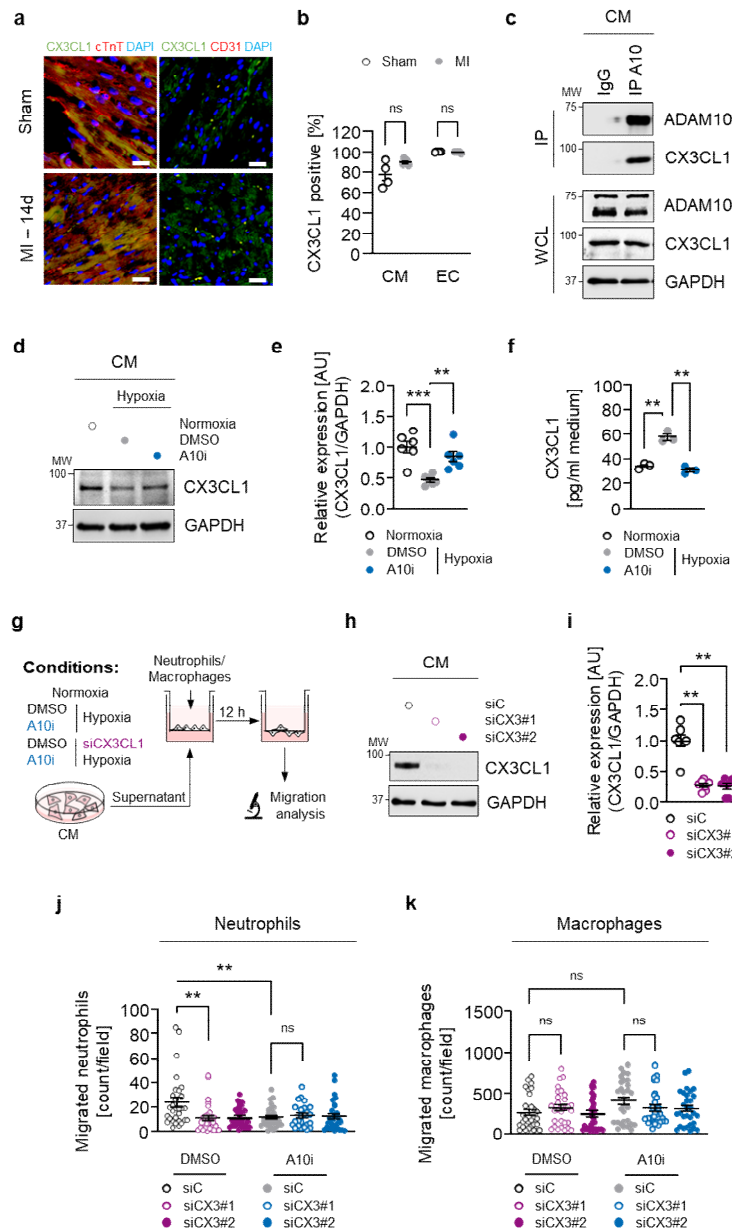 a
CX3CL1 cTnT DAPI
CX3CL1 CD31 DAPI
Sham
MI – 14d
b
Sham
MI
ns
ns
CX3CL1 positive [%]
120
100
80
60
40
20
0
CM
EC
c
CM
IgG
IP A10
MW
IP
75
ADAM10
100
CX3CL1
WCL
75
ADAM10
100
CX3CL1
37
GAPDH
d
CM
Hypoxia
Normoxia
DMSO
A10i
MW
100
CX3CL1
37
GAPDH
e
Relative expression [AU]
(CX3CL1/GAPDH)
2.0
1.5
1.0
0.5
0.0
***
**
Normoxia
DMSO
A10i
Hypoxia
f
CX3CL1
[pg/ml medium]
100
80
60
40
20
0
**
**
Normoxia
DMSO
A10i
Hypoxia
g
Conditions:
Normoxia
DMSO
A10i
Hypoxia
DMSO
A10i
siCX3CL1
Hypoxia
CM
Supernatant
Neutrophils/
Macrophages
12 h
Migration
analysis
h
CM
siC
siCX3#1
siCX3#2
MW
100
CX3CL1
37
GAPDH
i
Relative expression [AU]
(CX3CL1/GAPDH)
2.0
1.5
1.0
0.5
0.0
**
**
siC
siCX3#
siCX3#
j
Neutrophils
Migrated neutrophils
[count/field]
100
80
60
40
20
0
**
**
ns
DMSO
A10i
siC
siCX3#1
siCX3#2
siC
siCX3#1
siCX3#2
k
Macrophages
Migrated macrophages
[count/field]
1500
1000
500
0
ns
ns
ns
DMSO
A10i
siC
siCX3#1
siCX3#2
siC
siCX3#1
siCX3#2